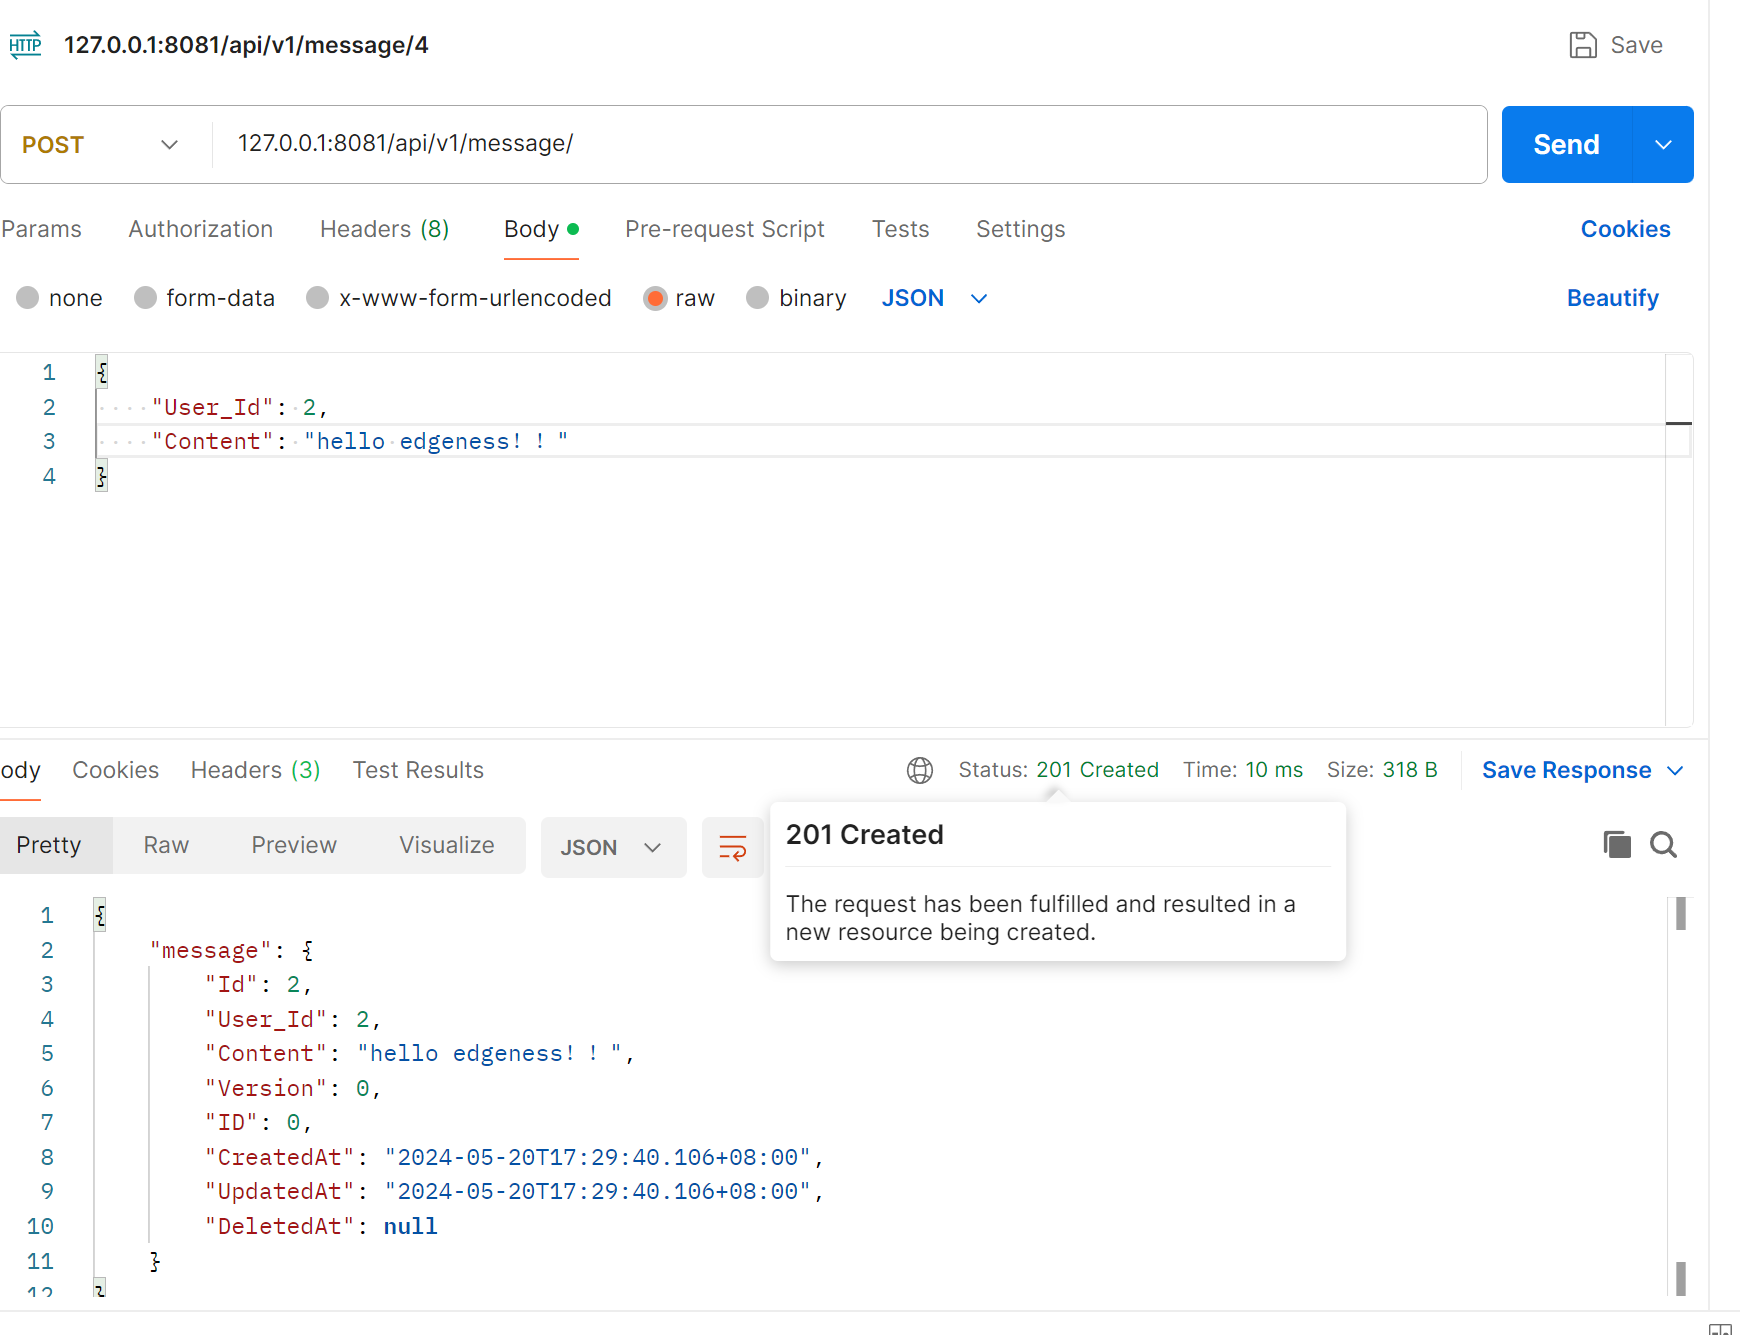 HTTP 127.0.0.1:8081/api/v1/message/4 Save
POST 127.0.0.1:8081/api/v1/message/ Send
Params Authorization Headers (8) Body Pre-request Script Tests Settings Cookies
none form-data x-www-form-urlencoded raw binary JSON Beautify
1 {
2 "User_Id": 2,
3 "Content": "hello edgeness！！"
4 }
ody Cookies Headers (3) Test Results Status: 201 Created Time: 10 ms Size: 318 B Save Response
Pretty Raw Preview Visualize JSON
201 Created
The request has been fulfilled and resulted in a
new resource being created.
1 {
2 "message": {
3 "Id": 2,
4 "User_Id": 2,
5 "Content": "hello edgeness！！",
6 "Version": 0,
7 "ID": 0,
8 "CreatedAt": "2024-05-20T17:29:40.106+08:00",
9 "UpdatedAt": "2024-05-20T17:29:40.106+08:00",
10 "DeletedAt": null
11 }
12 }